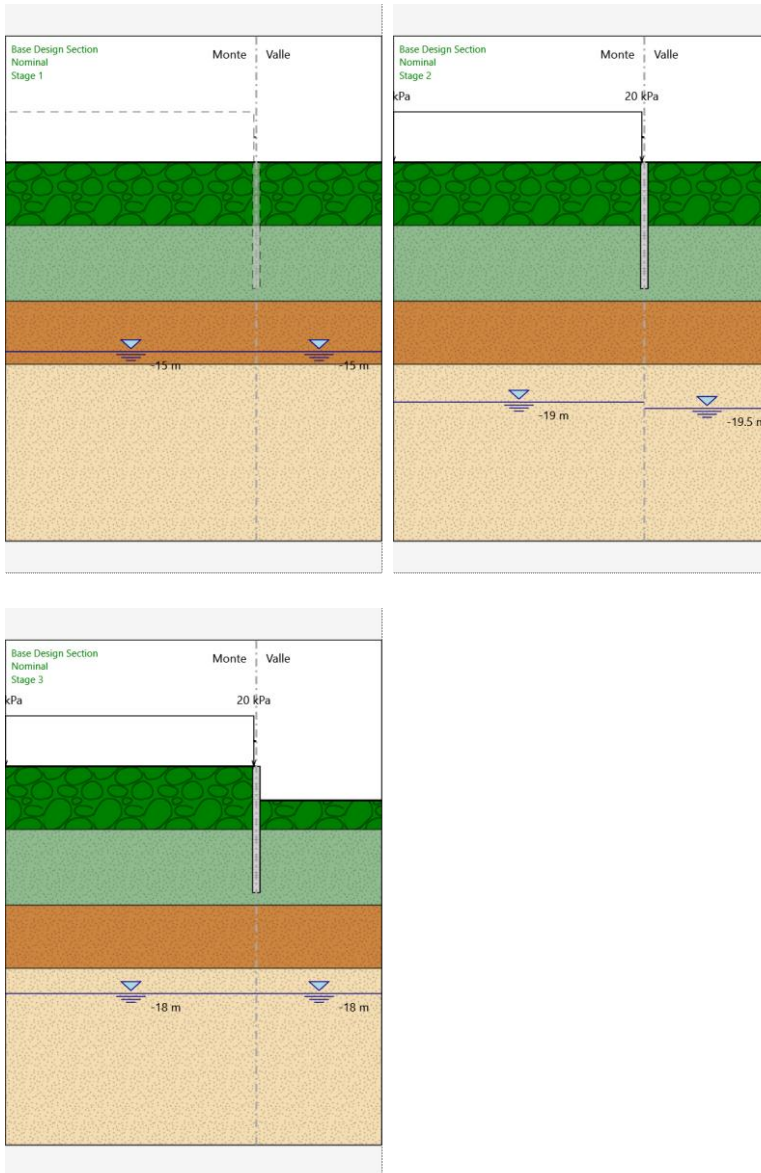 Base Design Section
Nominal
Stage 1
Monte Valle
-15 m -15 m
Base Design Section
Nominal
Stage 2
Monte Valle
kPa 20 kPa
-19 m
-19.5 m
Base Design Section
Nominal
Stage 3
Monte Valle
kPa 20 kPa
-18 m -18 m